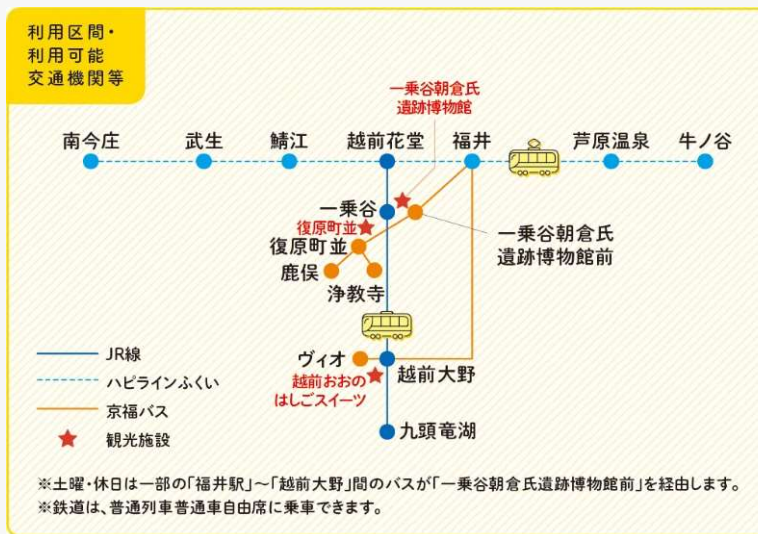 利用区間・
利用可能
交通機関等
一乗谷朝倉氏
遺跡博物館
南今庄
武生
鯖江
越前花堂
福井
芦原温泉
牛ノ谷
一乗谷
復原町並
復原町並
一乗谷朝倉氏
遺跡博物館前
鹿俣
浄教寺
ヴィオ
越前大野
越前おおの
はしごスイーツ
九頭竜湖
JR線
ハピラインふくい
京福バス
観光施設
※土曜・休日は一部の「福井駅」～「越前大野」間のバスが「一乗谷朝倉氏遺跡博物館前」を経由します。
※鉄道は、普通列車普通車自由席に乗車できます。